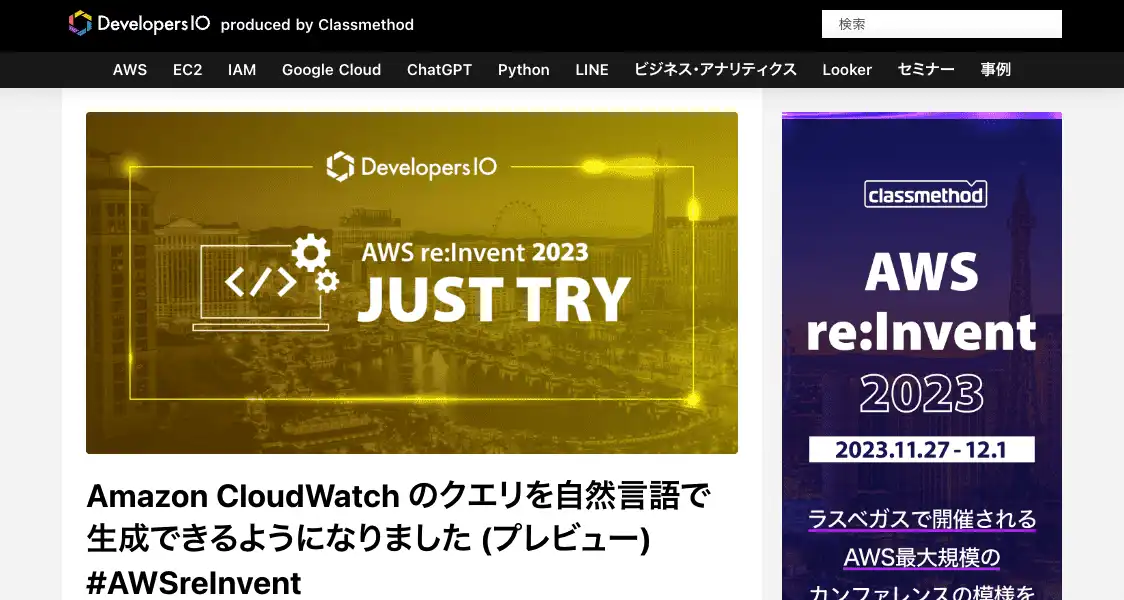 DevelopersIO produced by Classmethod
検索
AWS EC2 IAM Google Cloud ChatGPT Python LINE ビジネス・アナリティクス Looker セミナー 事例
DevelopersIO
</>
AWS re:Invent 2023
JUST TRY
Amazon CloudWatch のクエリを自然言語で
生成できるようになりました (プレビュー)
#AWSreInvent
classmethod
AWS
re:Invent
2023
2023.11.27 - 12.1
ラスベガスで開催される
AWS最大規模の
カンファレンスの模様を